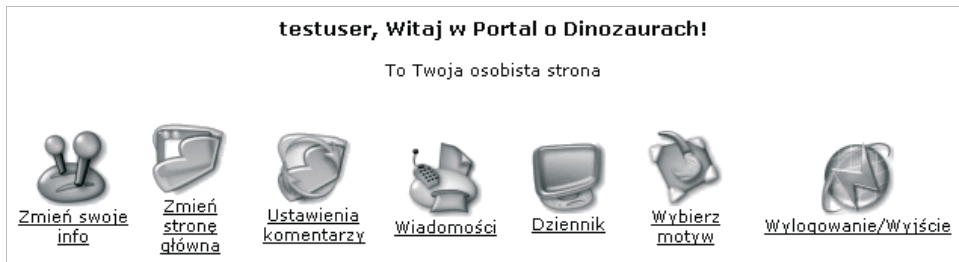 testuser, Witaj w Portal o Dinozaurach!
To Twoja osobista strona
Zmień swoje
info
Zmień
stronę
główna
Ustawienia
komentarzy
Wiadomości
Dziennik
Wybierz
motyw
Wylogowanie/Wyjście